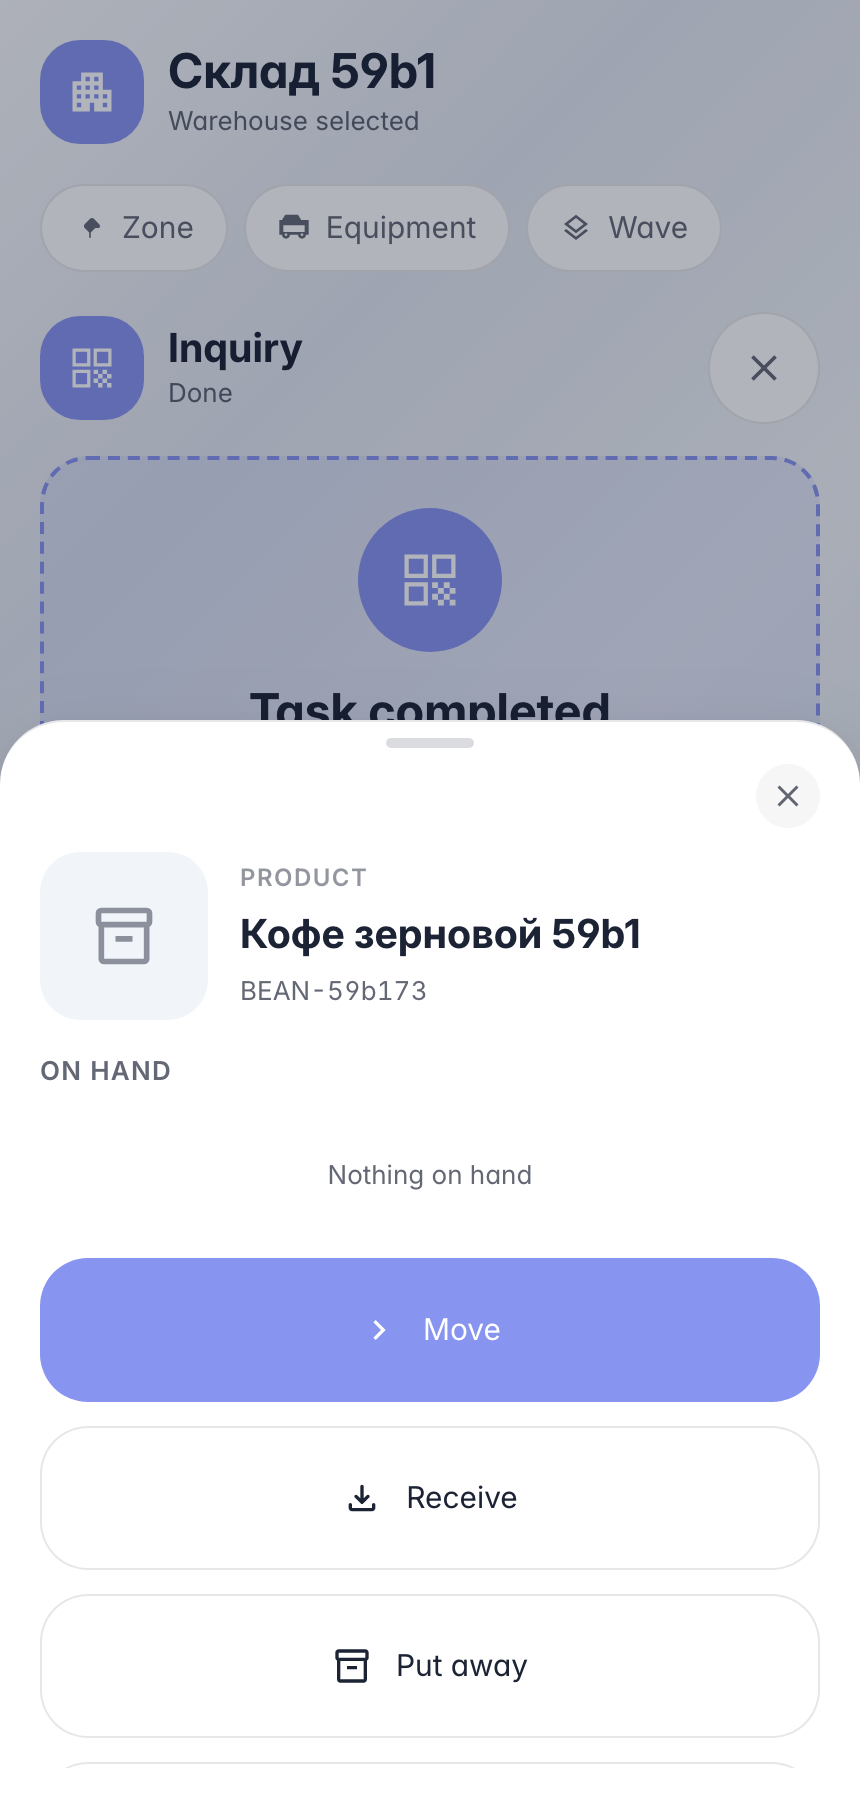 Склад 59b1
Warehouse selected
Zone
Equipment
Wave
Inquiry
Done
Task completed
PRODUCT
Кофе зерновой 59b1
BEAN-59b173
ON HAND
Nothing on hand
Move
Receive
Put away